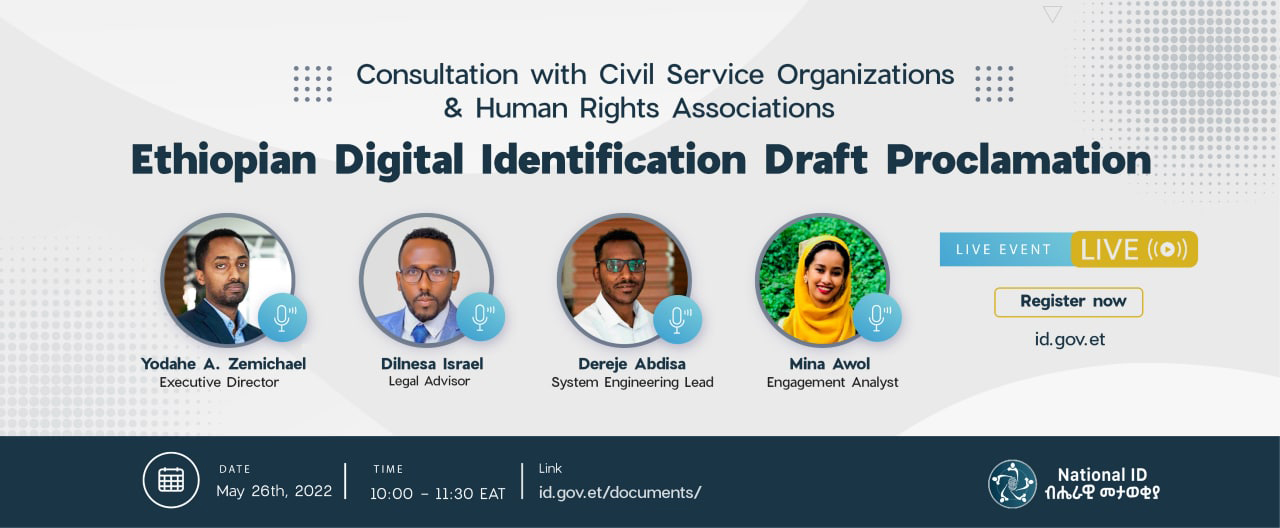 Consultation with Civil Service Organizations
& Human Rights Associations
Ethiopian Digital Identification Draft Proclamation
Yodahe A. Zemichael
Executive Director
Dilnesa Israel
Legal Advisor
Dereje Abdisa
System Engineering Lead
Mina Awol
Engagement Analyst
LIVE EVENT LIVE
Register now
id.gov.et
DATE
May 26th, 2022
TIME
10:00 - 11:30 EAT
Link
id.gov.et/documents/
National ID
ብሔራዊ መታወቂያ